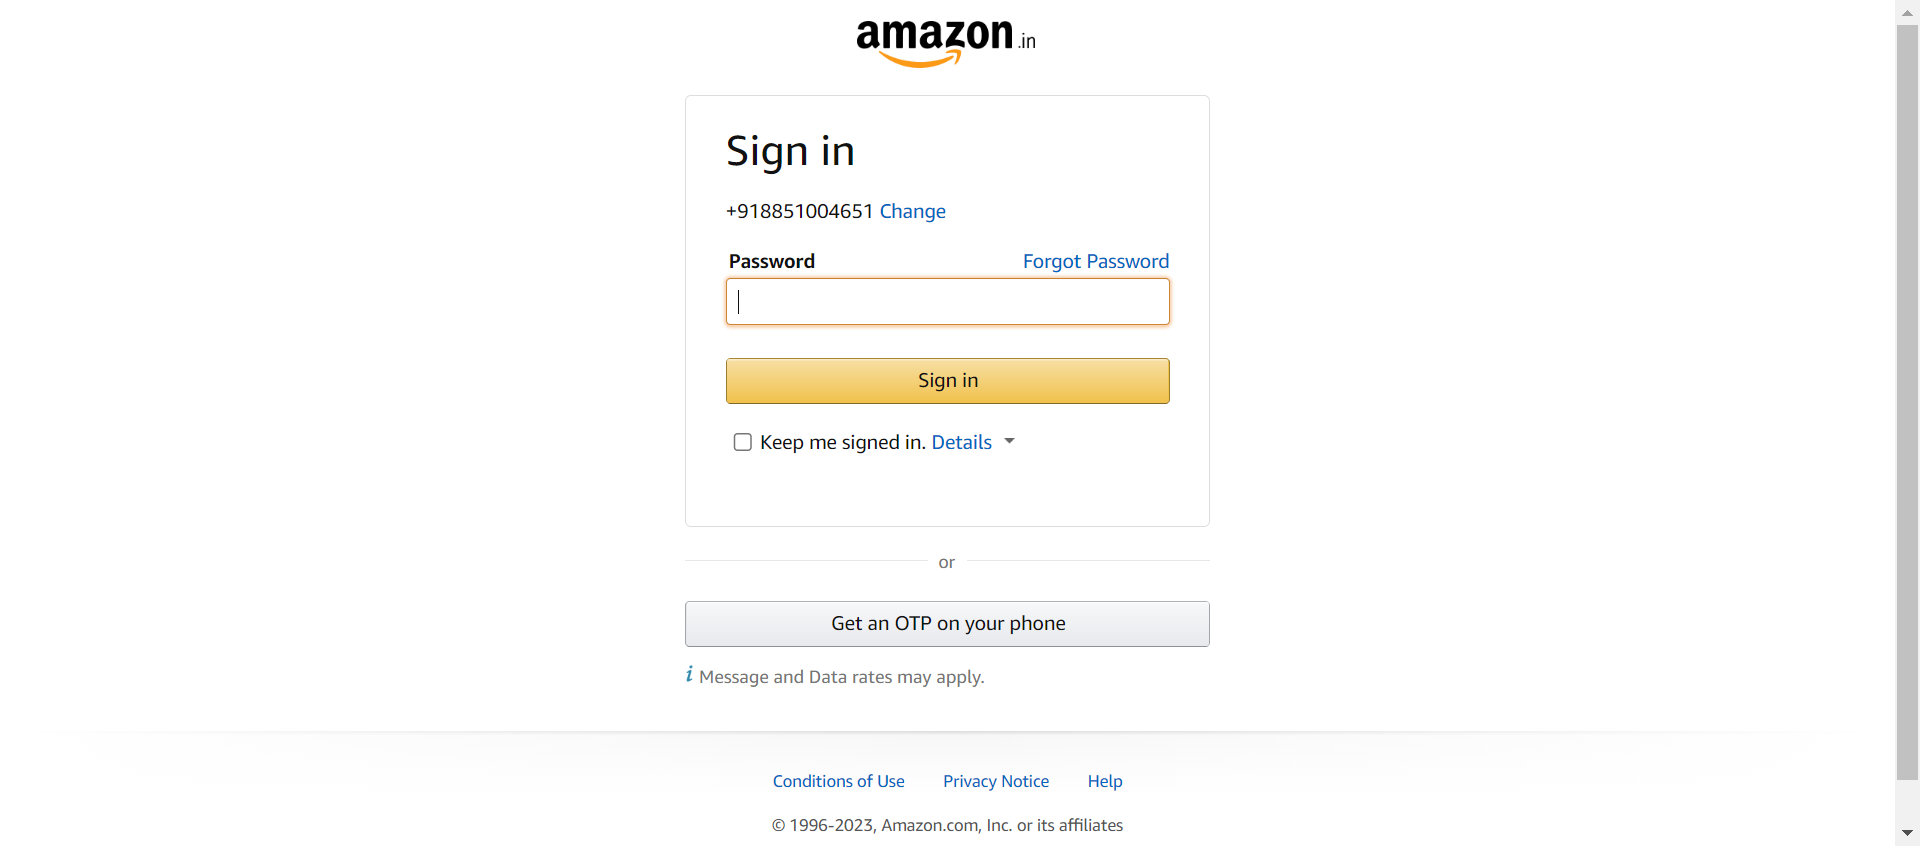 amazon.in
Sign in
+918851004651 Change
Password Forgot Password
Sign in
Keep me signed in. Details
or
Get an OTP on your phone
i Message and Data rates may apply.
Conditions of Use Privacy Notice Help
© 1996-2023, Amazon.com, Inc. or its affiliates